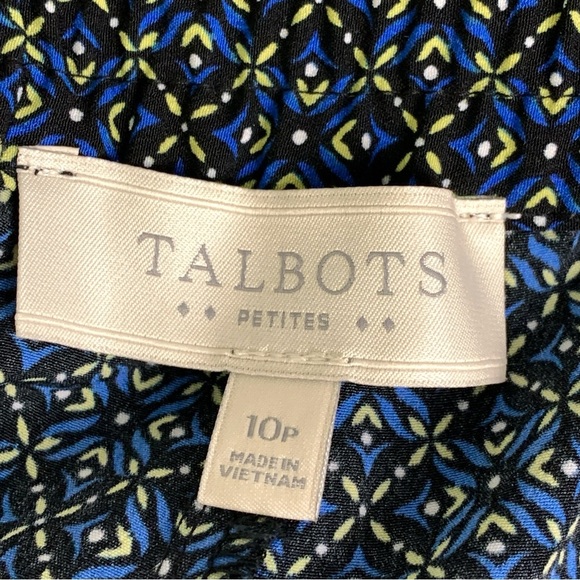 TALBOTS
PETITES
10P
MADE IN
VIETNAM